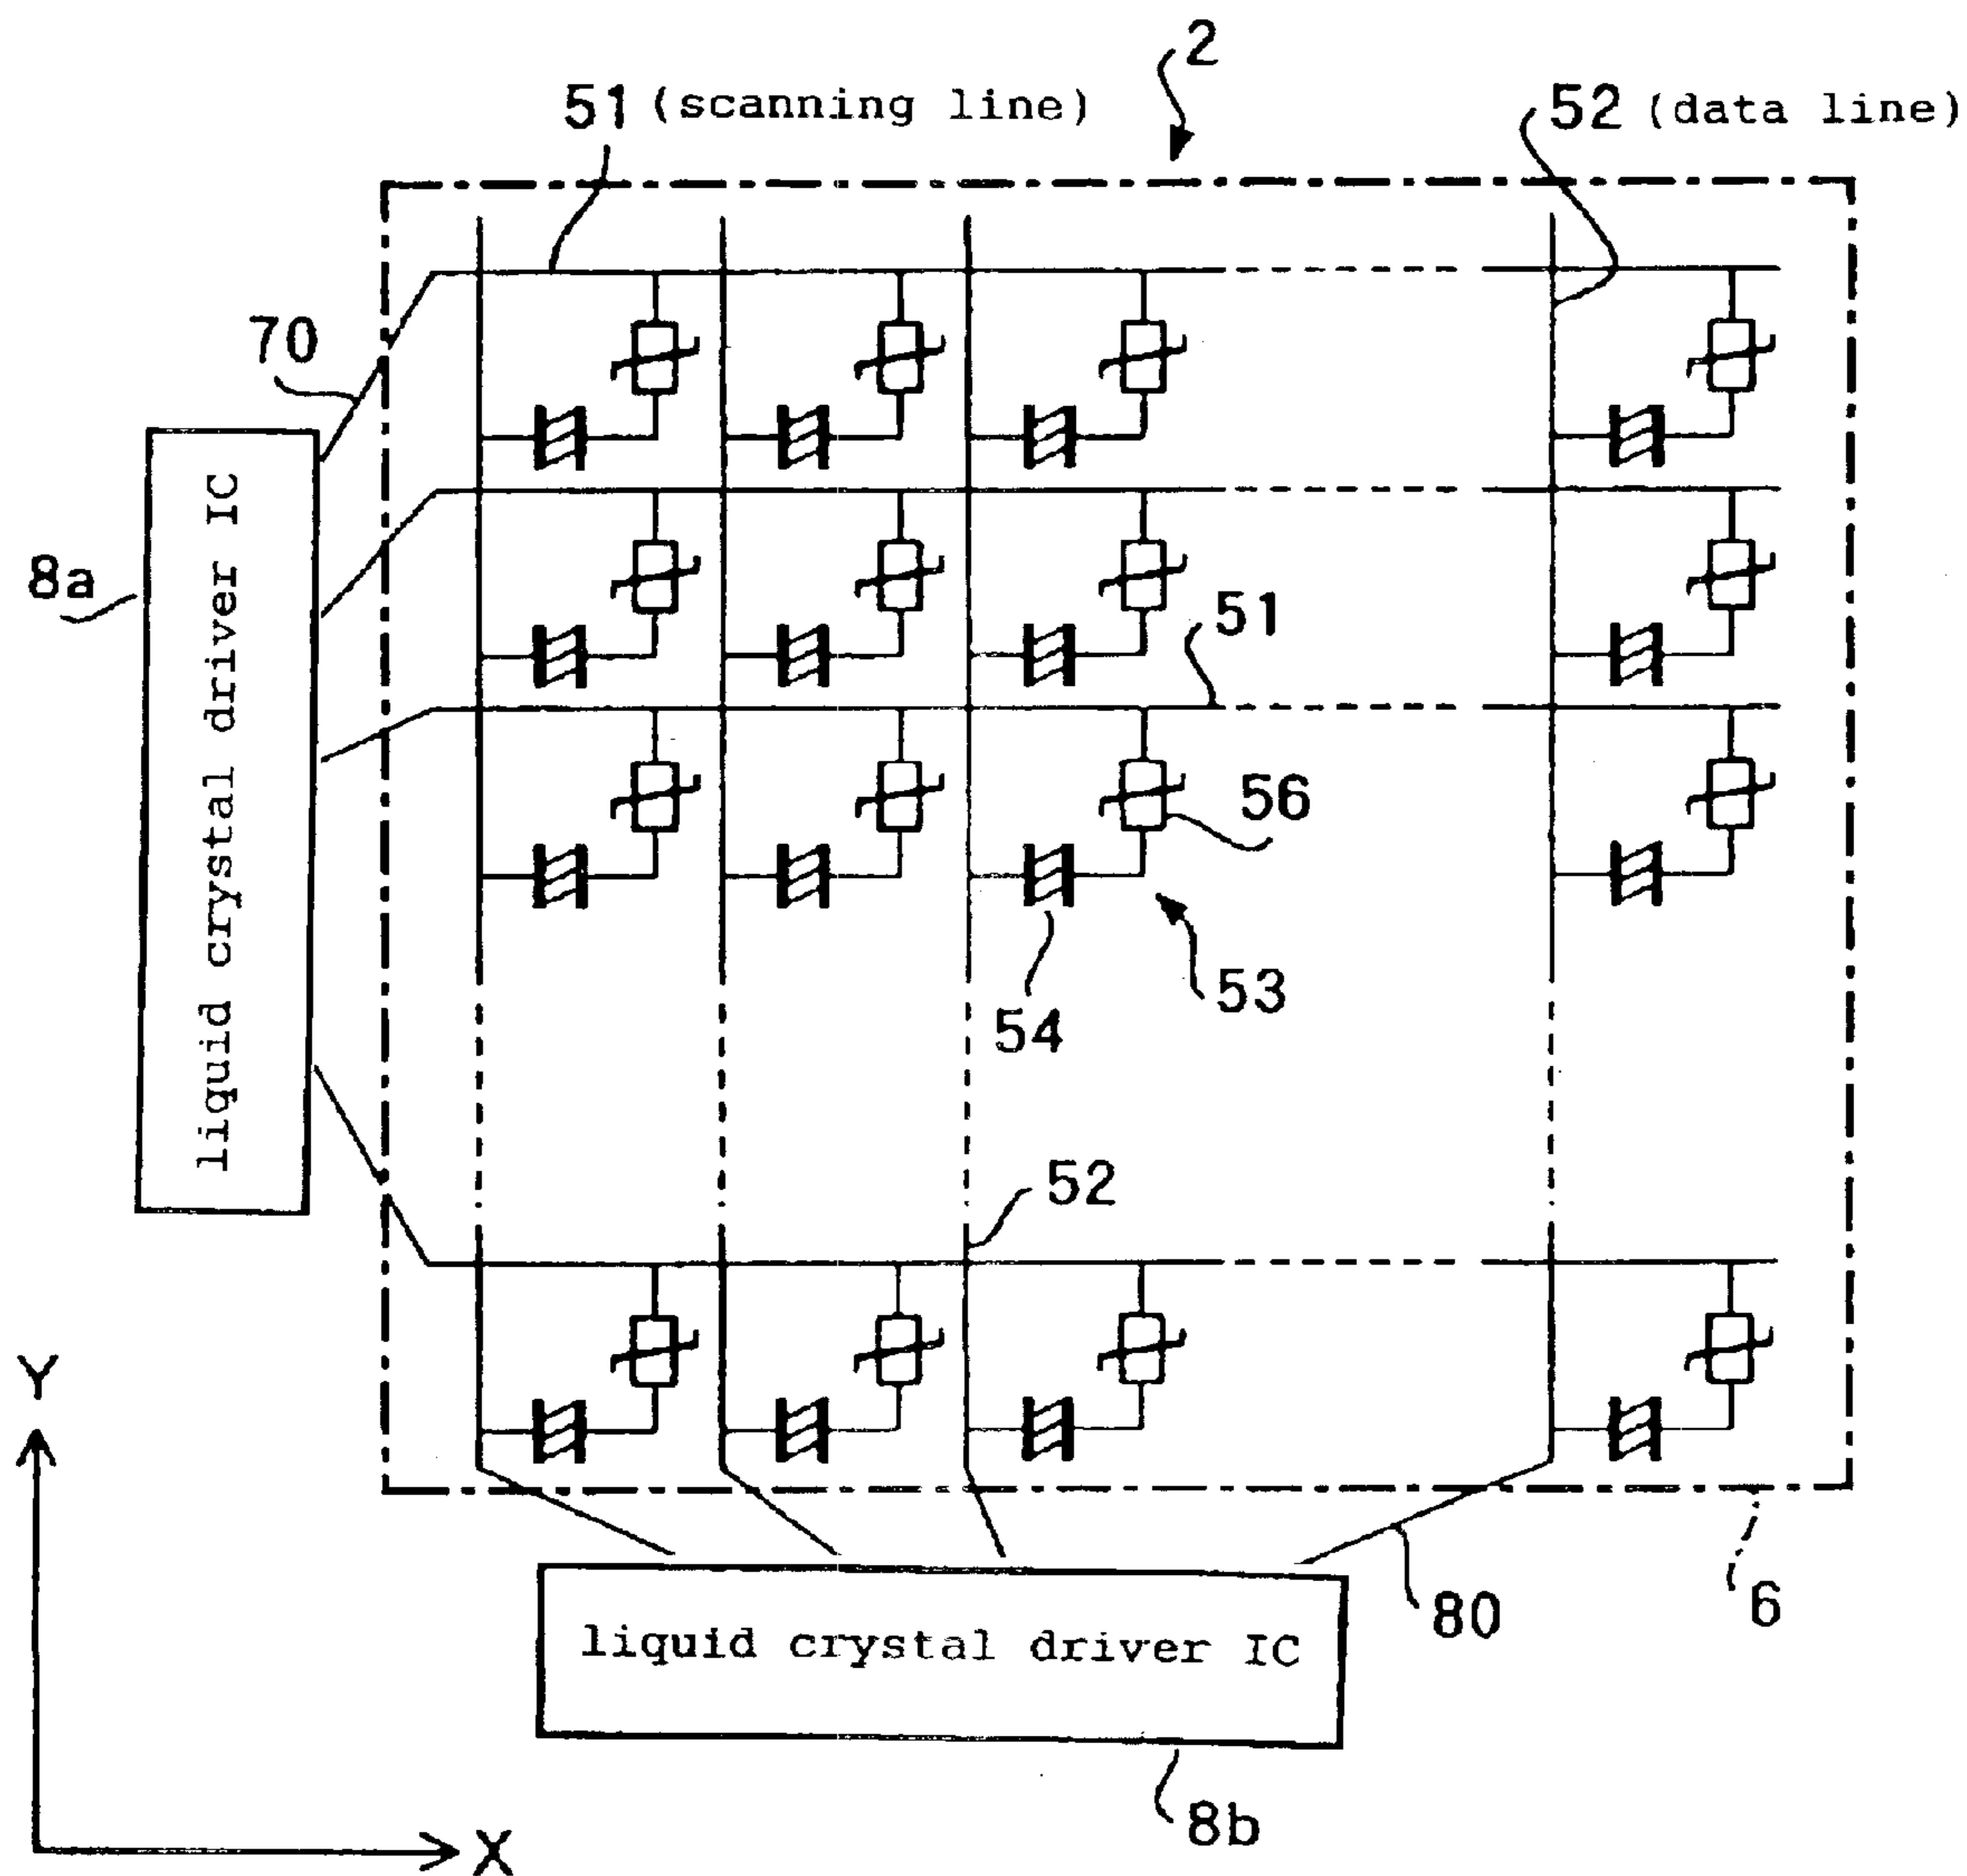 2
51 (scanning line)
52 (data line)
70
8a
liquid crystal driver IC
51
56
53
54
52
Y
80
6
liquid crystal driver IC
8b
X